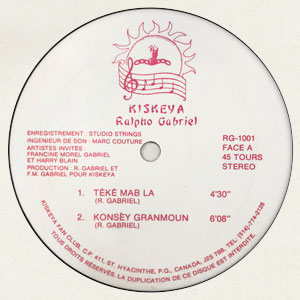 KISKEYA
Ralpho Gabriel
ENREGISTREMENT : STUDIO STRINGS
INGENIEUR DE SON : MARC COUTURE
ARTISTES INVITÉS :
FRANCINE MOREL GABRIEL
ET HARRY BLAIN
PRODUCTION : R. GABRIEL ET
F.M. GABRIEL POUR KISKEYA
RG-1001
FACE A
45 TOURS
STEREO
1. TÉKÉ MAB LA 4'30"
(R. GABRIEL)
2. KONSÈY GRANMOUN 6'08"
(R. GABRIEL)
KISKEYA FAN CLUB, C.P. 411, ST. HYACINTHE, P.Q., CANADA, J2S 7B8, TEL: (514)-774-2128
TOUS DROITS RÉSERVÉS. LA DUPLICATION DE CE DISQUE EST INTERDITE.